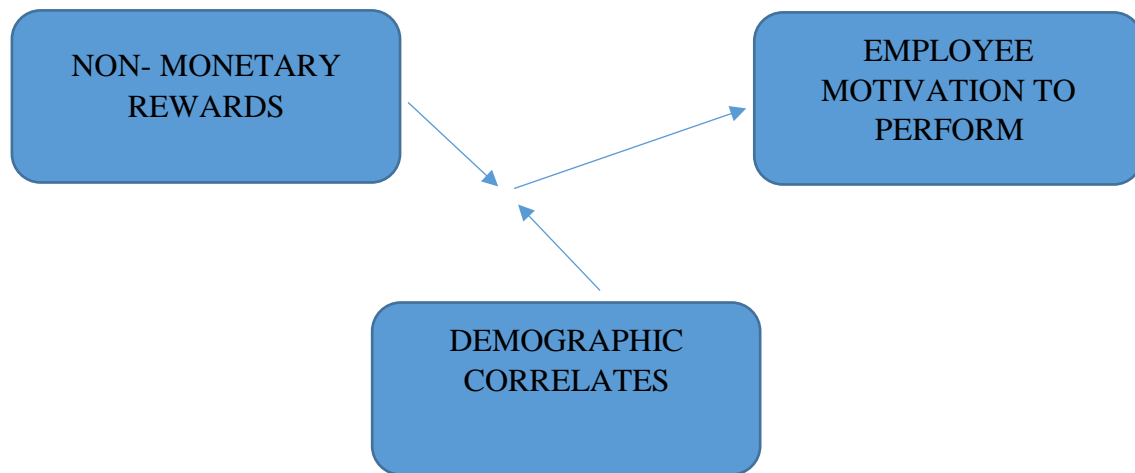 NON- MONETARY
REWARDS
EMPLOYEE
MOTIVATION TO
PERFORM
DEMOGRAPHIC
CORRELATES